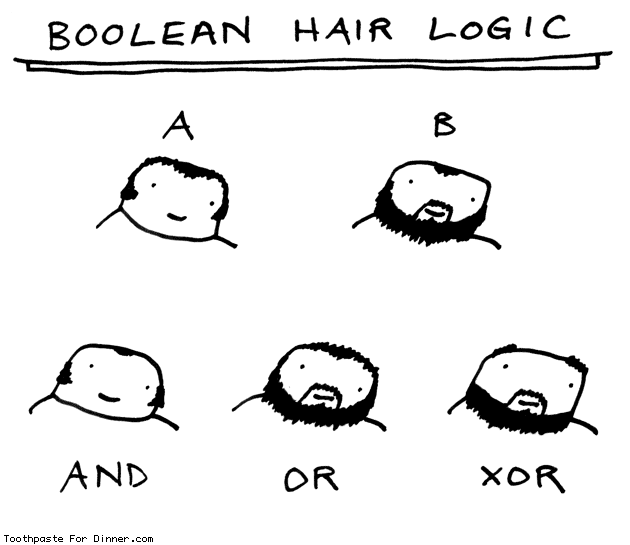 BOOLEAN HAIR LOGIC
A B
AND OR XOR
Toothpaste For Dinner.com